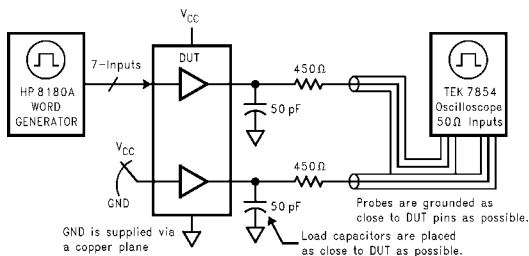 V_CC
DUT
7-Inputs
HP 8180A
WORD
GENERATOR
450Ω
50 pF
TEK 7854
Oscilloscope
50Ω Inputs
V_CC
GND
450Ω
50 pF
Probes are grounded as
close to DUT pins as possible.
GND is supplied via
a copper plane
Load capacitors are placed
as close to DUT as possible.